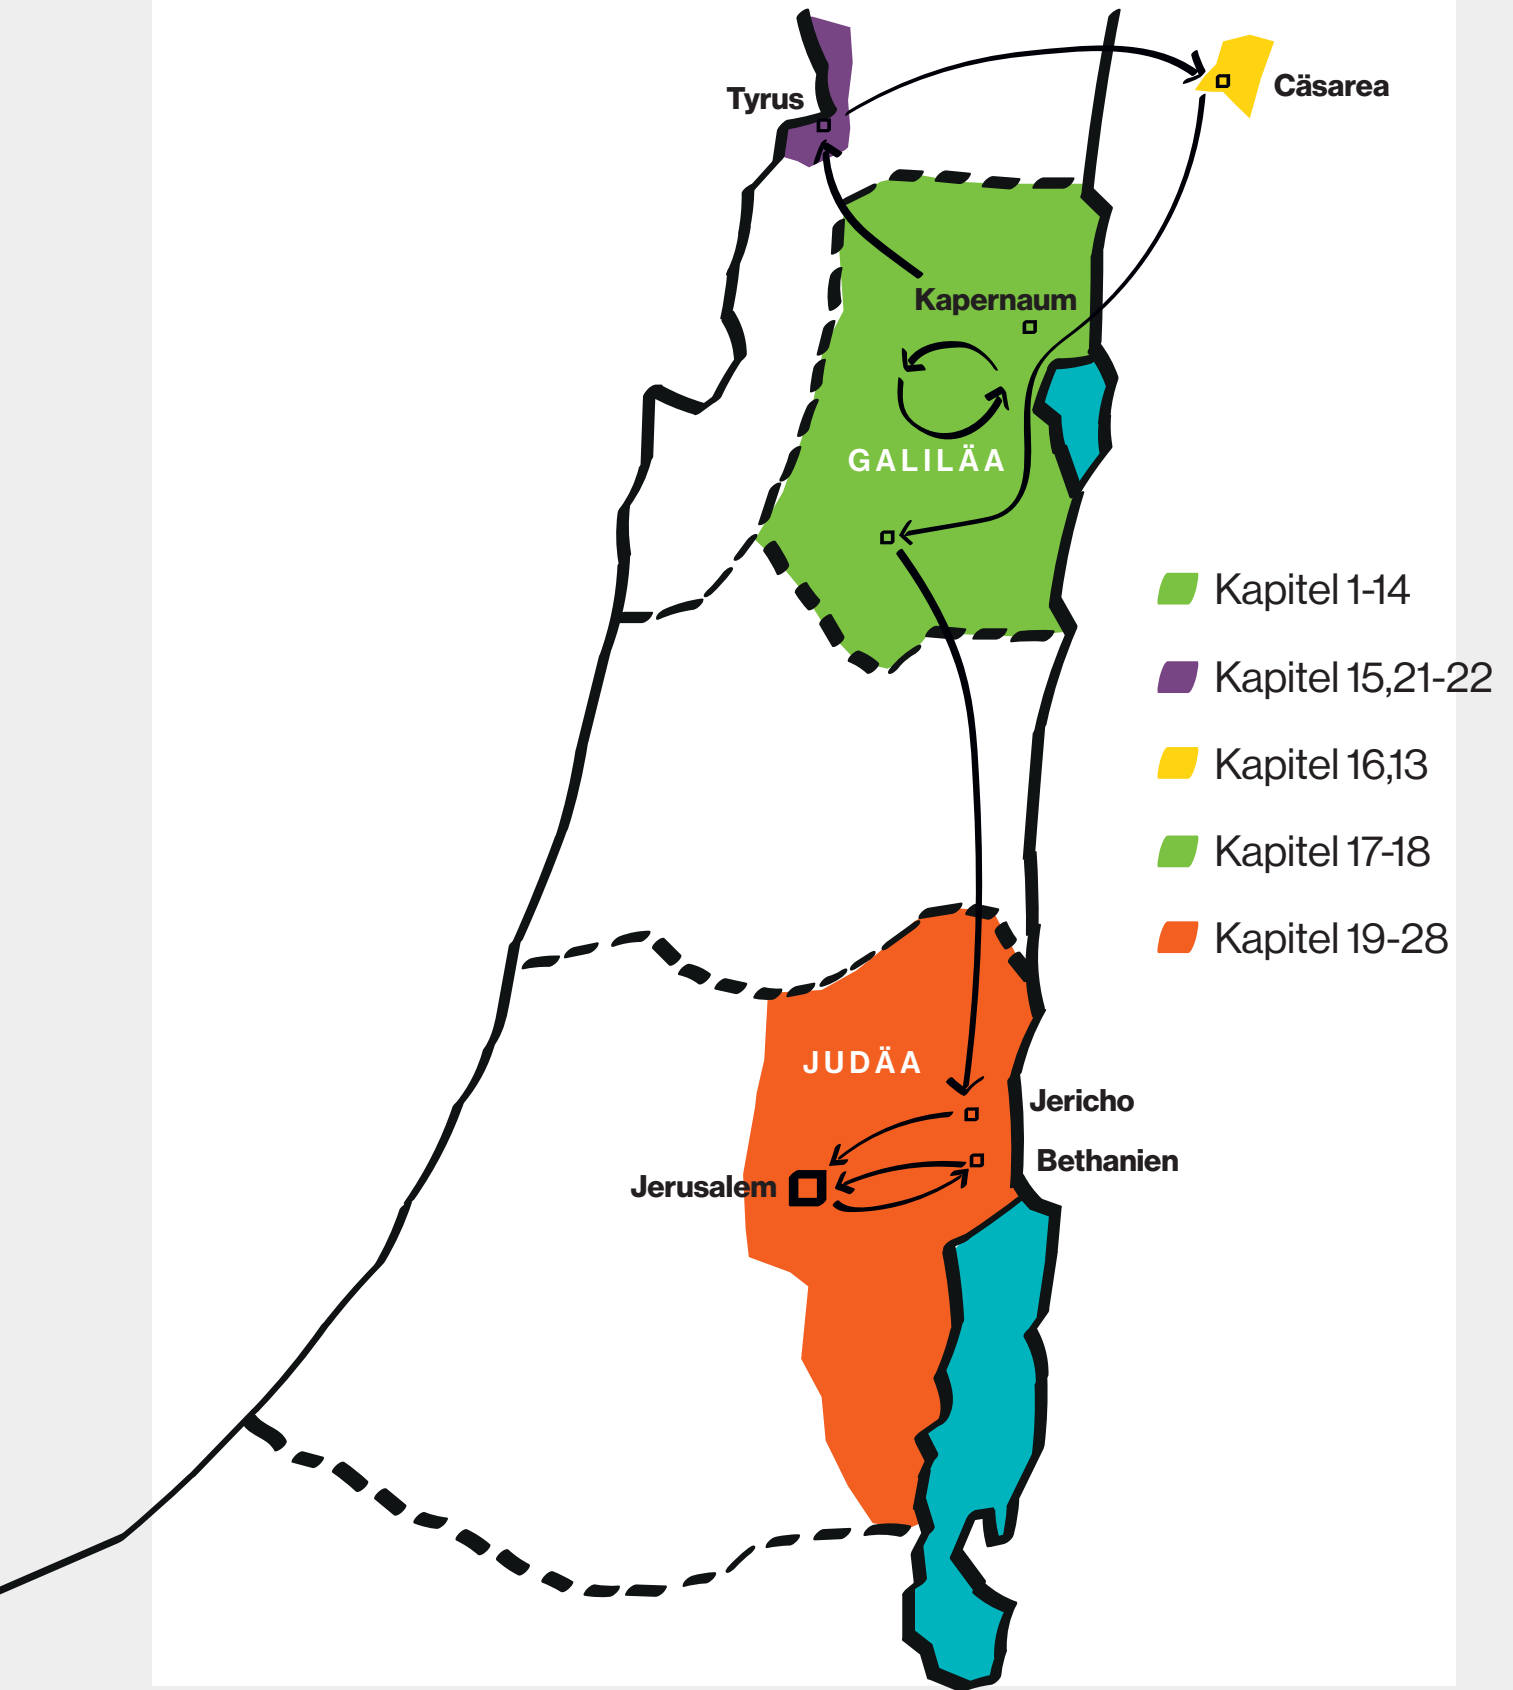 Tyrus
Cäsarea
Kapernaum
GALILÄA
Kapitel 1-14
Kapitel 15,21-22
Kapitel 16,13
Kapitel 17-18
Kapitel 19-28
JUDÄA
Jericho
Bethanien
Jerusalem